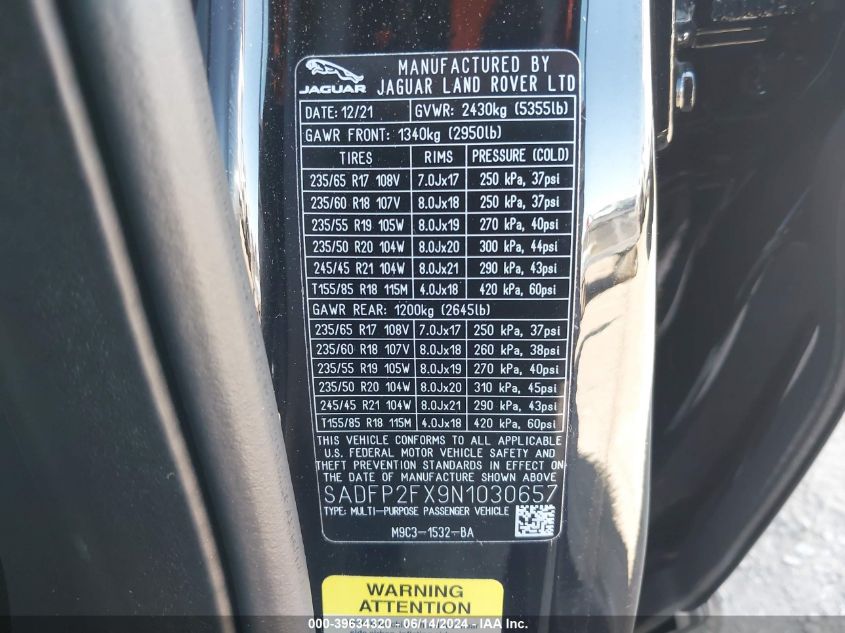 JAGUAR
MANUFACTURED BY
JAGUAR LAND ROVER LTD
DATE: 12/21 GVWR: 2430kg (5355lb)
GAWR FRONT: 1340kg (2950lb)
TIRES RIMS PRESSURE (COLD)
235/65 R17 108V 7.0Jx17 250 kPa, 37psi
235/60 R18 107V 8.0Jx18 250 kPa, 37psi
235/55 R19 105W 8.0Jx19 270 kPa, 40psi
235/50 R20 104W 8.0Jx20 300 kPa, 44psi
245/45 R21 104W 8.0Jx21 290 kPa, 43psi
T155/85 R18 115M 4.0Jx18 420 kPa, 60psi
GAWR REAR: 1200kg (2645lb)
235/65 R17 108V 7.0Jx17 250 kPa, 37psi
235/60 R18 107V 8.0Jx18 260 kPa, 38psi
235/55 R19 105W 8.0Jx19 270 kPa, 40psi
235/50 R20 104W 8.0Jx20 310 kPa, 45psi
245/45 R21 104W 8.0Jx21 290 kPa, 43psi
T155/85 R18 115M 4.0Jx18 420 kPa, 60psi
THIS VEHICLE CONFORMS TO ALL APPLICABLE
U.S. FEDERAL MOTOR VEHICLE SAFETY AND
THEFT PREVENTION STANDARDS IN EFFECT ON
THE DATE OF MANUFACTURE SHOWN ABOVE
SADFP2FX9N1030657
TYPE: MULTI-PURPOSE PASSENGER VEHICLE
M9C3-1532-BA
WARNING
ATTENTION
© IAA - 39634320 - 06/14/2024 - IAA Inc.